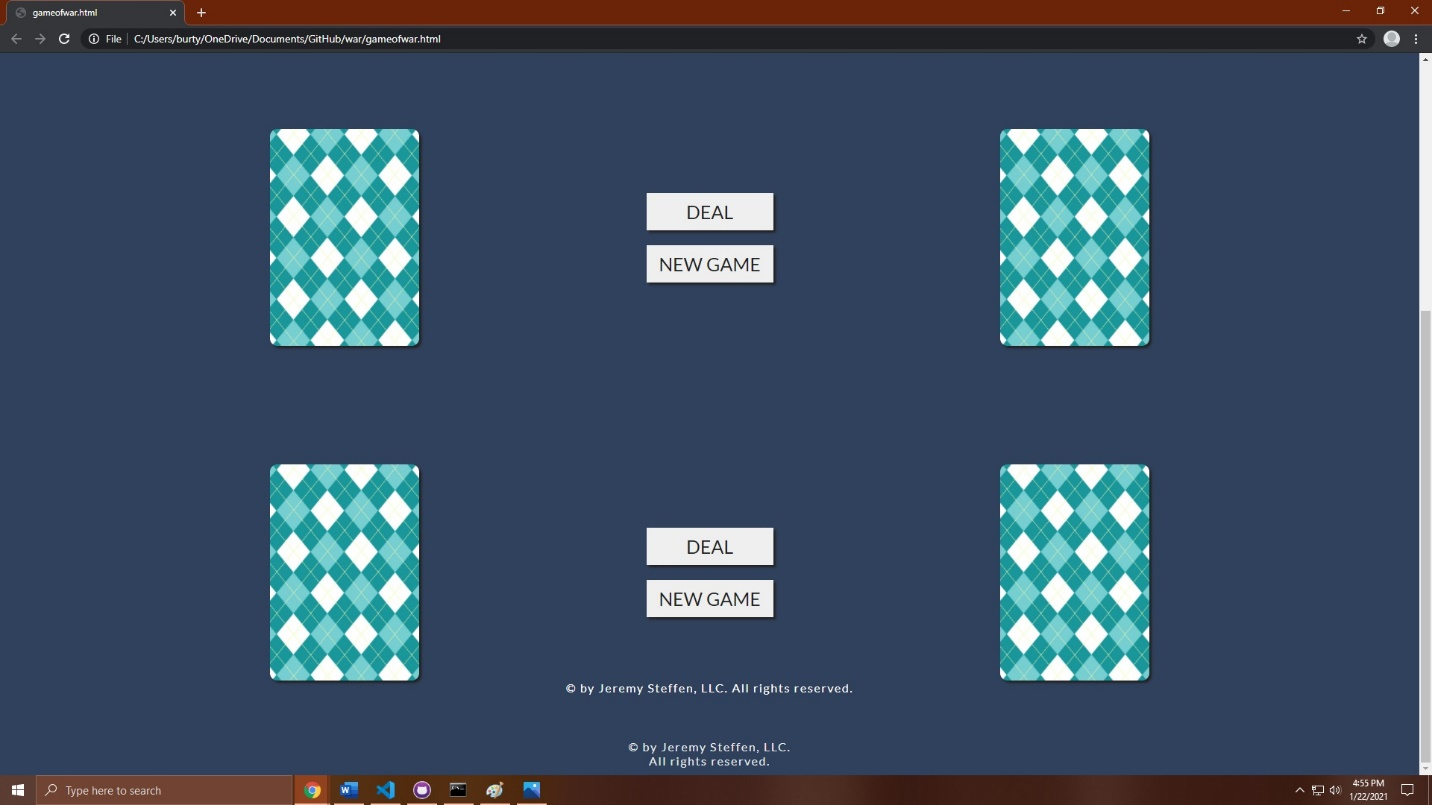 gameofwar.html
File
C:/Users/burty/OneDrive/Documents/GitHub/war/gameofwar.html
DEAL
NEW GAME
DEAL
NEW GAME
© by Jeremy Steffen, LLC. All rights reserved.
© by Jeremy Steffen, LLC.
All rights reserved.
Type here to search
4:55 PM
1/22/2021